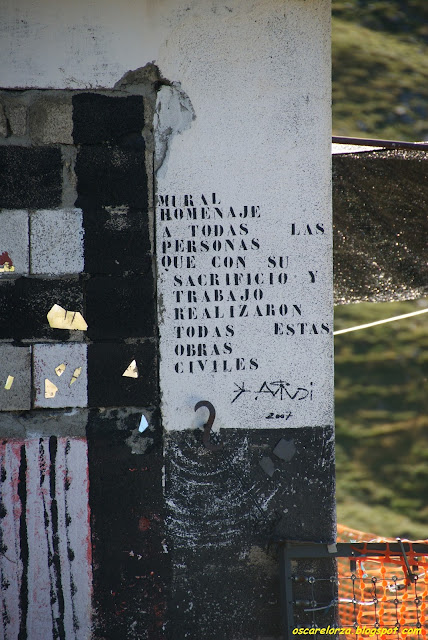 MURAL
HOMENAJE
A TODAS LAS
PERSONAS
QUE CON SU
SACRIFICIO Y
TRABAJO
REALIZARON
TODAS ESTAS
OBRAS
CIVILES
2007
oscarelorza.blogspot.com